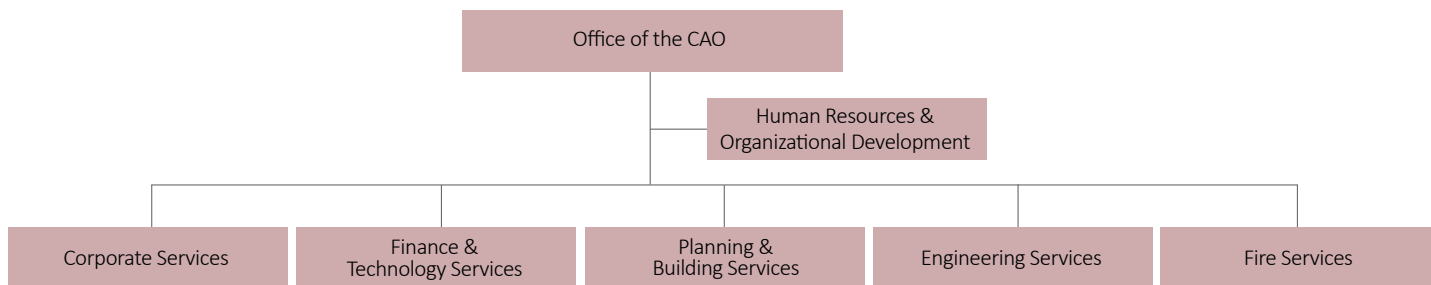 Office of the CAO
Human Resources &
Organizational Development
Corporate Services
Finance &
Technology Services
Planning &
Building Services
Engineering Services
Fire Services